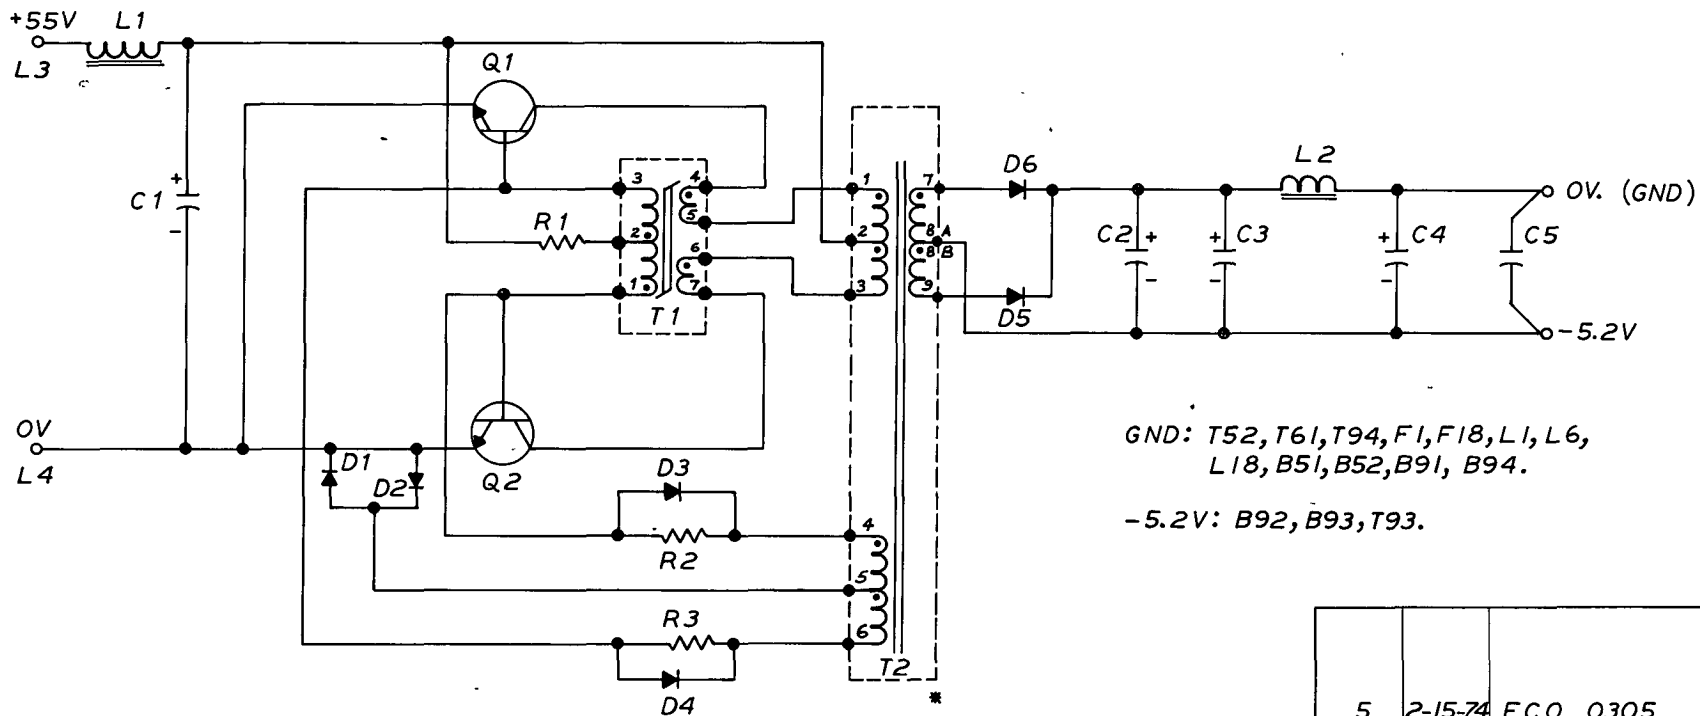 +55V
L1
L3
Q1
C1
+
-
R1
3
2
1
4
5
6
7
T1
1
2
3
7
8 A
8 B
9
D6
D5
L2
C2
+
-
+
-
C3
+
-
C4
C5
0V. (GND)
-5.2V
0V
L4
D1
D2
Q2
D3
R2
4
5
6
R3
D4
T2
*
GND: T52, T61, T94, F1, F18, L1, L6,
L18, B51, B52, B91, B94.
-5.2V: B92, B93, T93.
5 2-15-74 ECO 0305